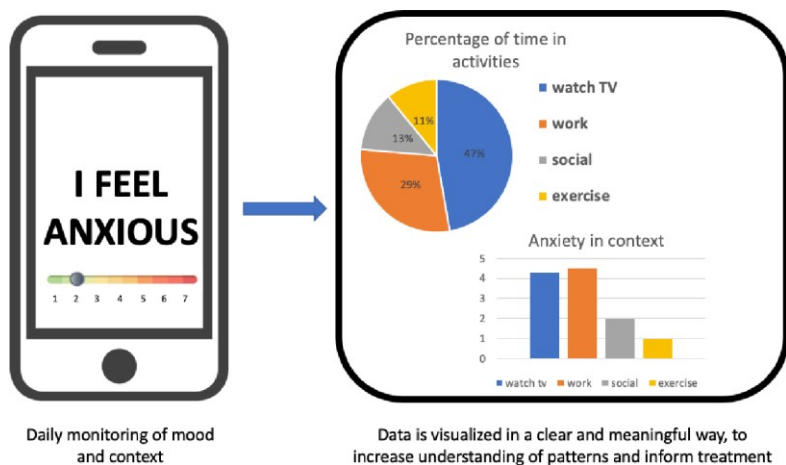 I FEEL
ANXIOUS
1 2 3 4 5 6 7
Daily monitoring of mood
and context
Percentage of time in
activities
11%
13%
47%
29%
watch TV
work
social
exercise
Anxiety in context
5
4
3
2
1
0
watch tv work social exercise
Data is visualized in a clear and meaningful way, to
increase understanding of patterns and inform treatment